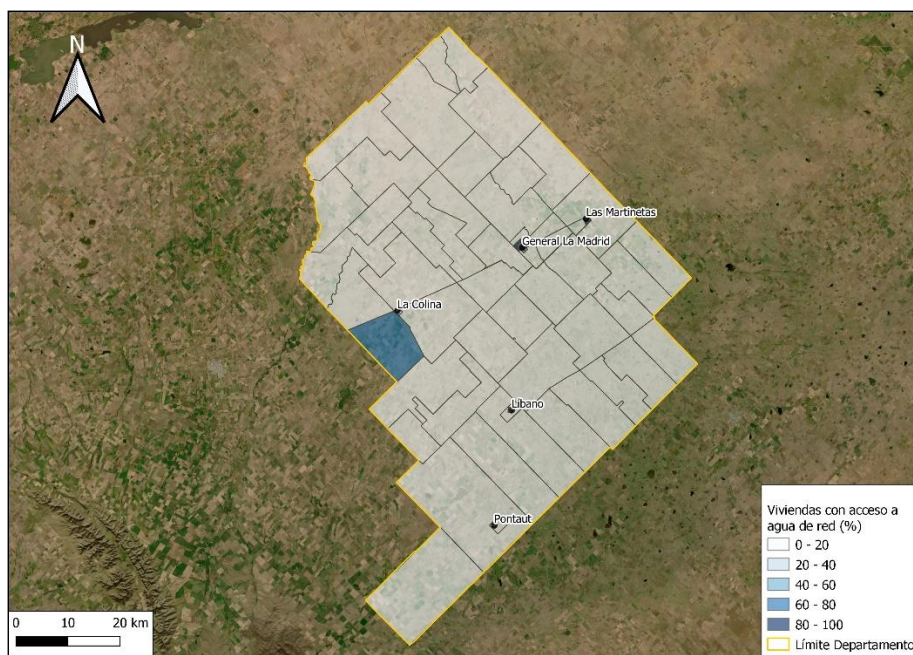 N
Las Martinetas
General La Madrid
La Colina
Líbano
Pontaut
Viviendas con acceso a
agua de red (%)
0 - 20
20 - 40
40 - 60
60 - 80
80 - 100
Límite Departamento
0 10 20 km